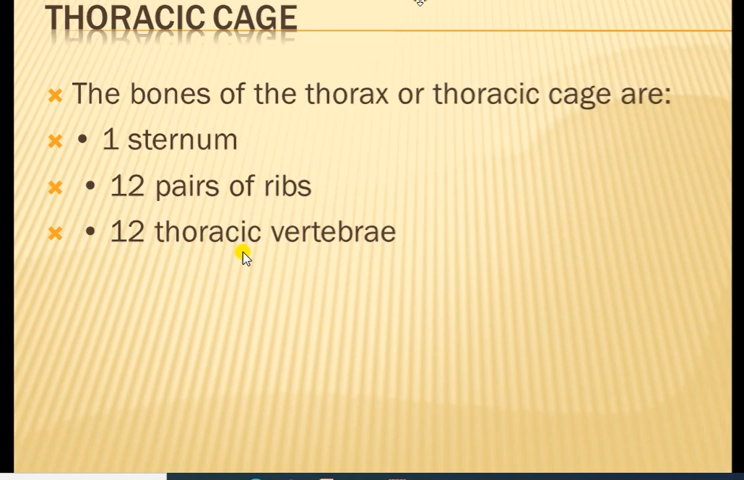 THORACIC CAGE
The bones of the thorax or thoracic cage are:
• 1 sternum
• 12 pairs of ribs
• 12 thoracic vertebrae